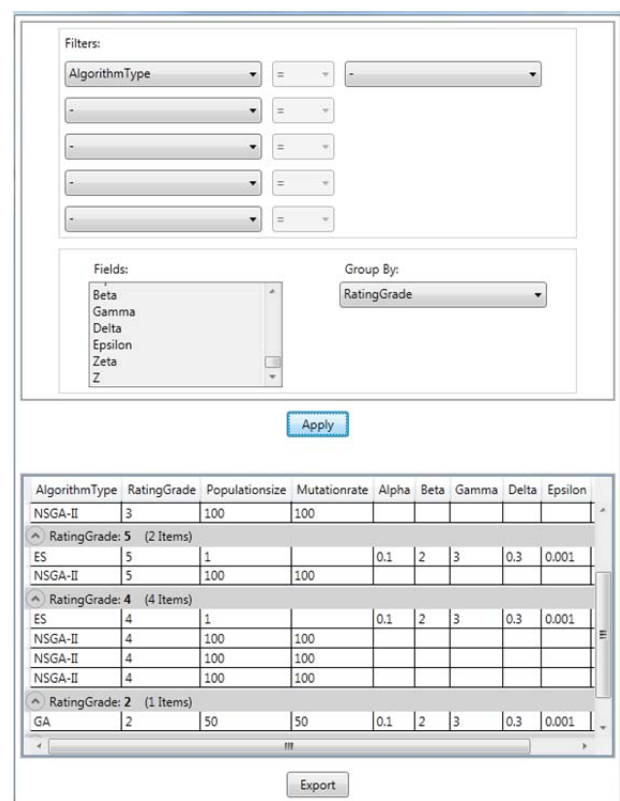 Filters:
AlgorithmType = -
- =
- =
- =
- =
Fields: Group By:
Beta RatingGrade
Gamma
Delta
Epsilon
Zeta
Z
Apply
AlgorithmType RatingGrade Populationsize Mutationrate Alpha Beta Gamma Delta Epsilon
NSGA-II 3 100 100
RatingGrade: 5 (2 Items)
ES 5 1 0.1 2 3 0.3 0.001
NSGA-II 5 100 100
RatingGrade: 4 (4 Items)
ES 4 1 0.1 2 3 0.3 0.001
NSGA-II 4 100 100
NSGA-II 4 100 100
NSGA-II 4 100 100
RatingGrade: 2 (1 Items)
GA 2 50 50 0.1 2 3 0.3 0.001
Export